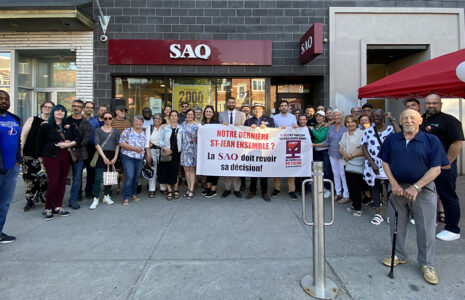 SAQ
SAQ
NOTRE DERNIÈRE
ST-JEAN ENSEMBLE?
La SAQ doit revoir
sa décision!